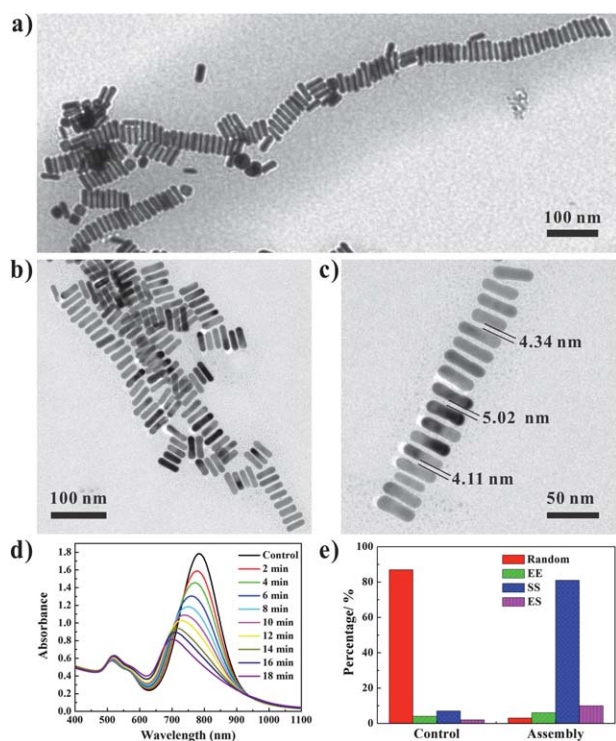 a)
100 nm
b)
100 nm
c)
4.34 nm
5.02 nm
4.11 nm
50 nm
d)
1.8
1.6
1.4
1.2
1.0
0.8
0.6
0.4
0.2
0.0
Absorbance
400 500 600 700 800 900 1000 1100
Wavelength (nm)
Control
2 min
4 min
6 min
8 min
10 min
12 min
14 min
16 min
18 min
e)
100
80
60
40
20
0
Percentage/ %
Random
EE
SS
ES
Control Assembly